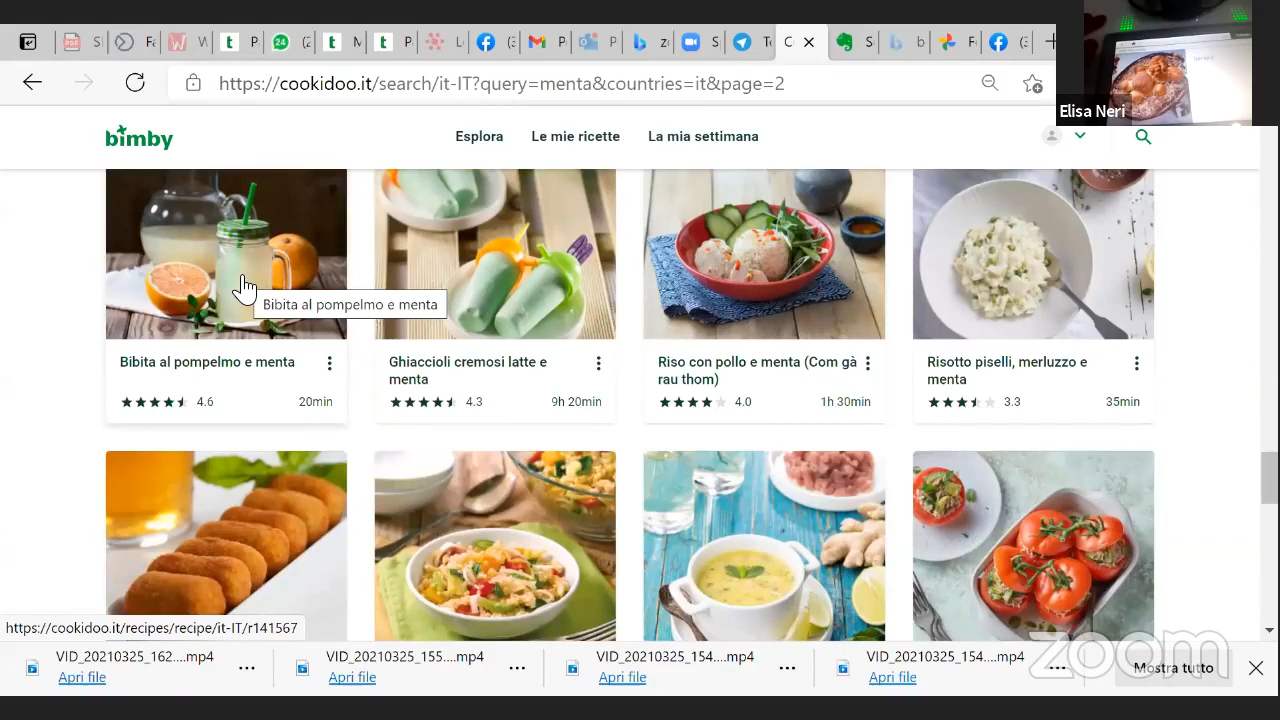 https://cookidoo.it/search/it-IT?query=menta&countries=it&page=2
Elisa Neri
bimby
Esplora
Le mie ricette
La mia settimana
Bibita al pompelmo e menta
Bibita al pompelmo e menta
4.6
20min
Ghiaccioli cremosi latte e
menta
4.3
9h 20min
Riso con pollo e menta (Com gà
rau thom)
4.0
1h 30min
Risotto piselli, merluzzo e
menta
3.3
35min
https://cookidoo.it/recipes/recipe/it-IT/r141567
VID_20210325_162....mp4
Apri file
VID_20210325_155....mp4
Apri file
VID_20210325_154....mp4
Apri file
VID_20210325_154....mp4
Apri file
Mostra tutto
zoom